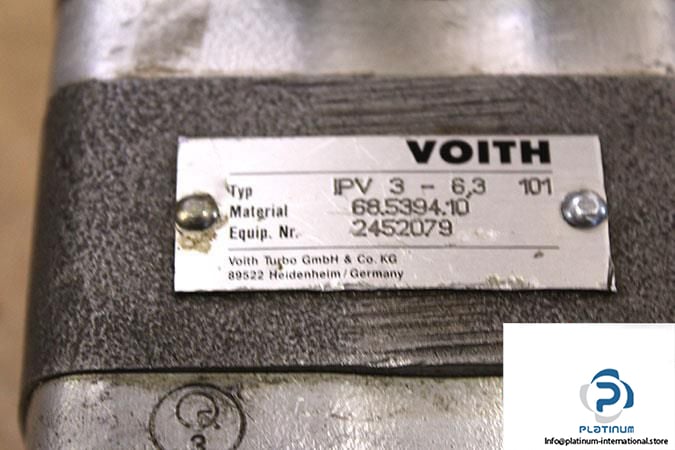 VOITH
Typ IPV 3 - 6,3 101
Material 68.5394.10
Equip. Nr. 2452079
Voith Turbo GmbH & Co. KG
89522 Heidenheim/Germany
3
PLATINUM
Info@platinum-international.store